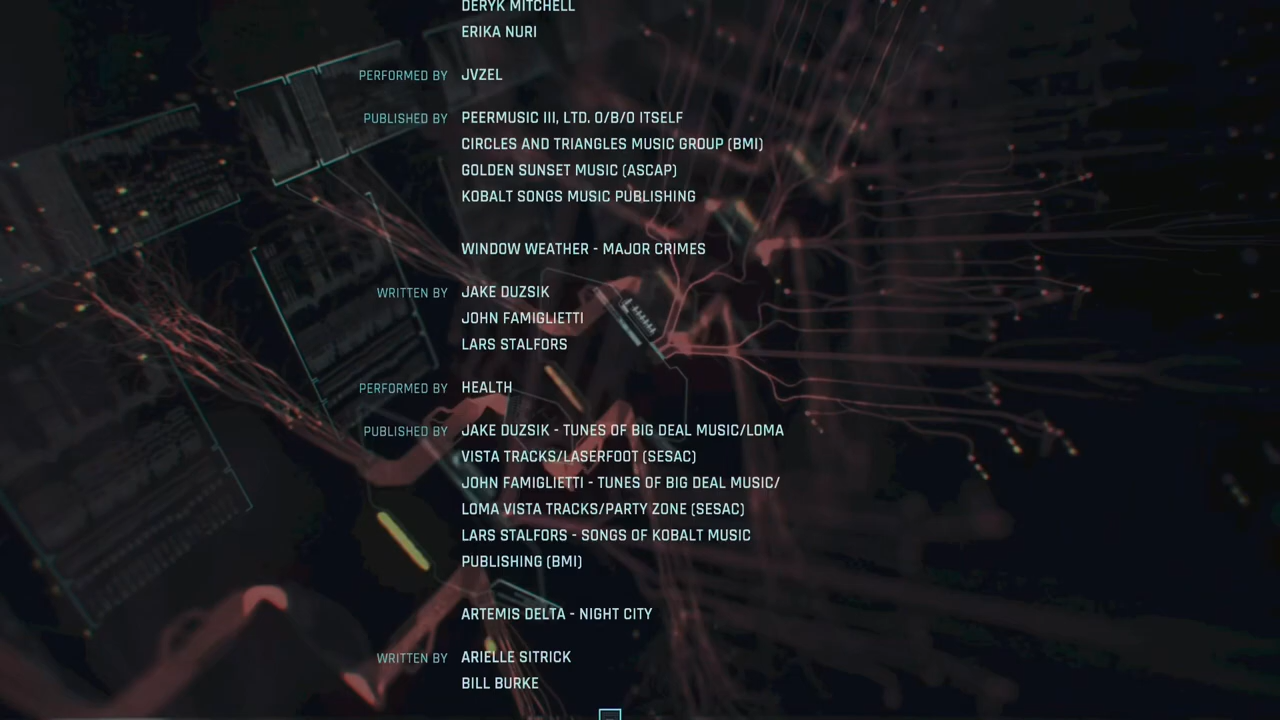 DERYK MITCHELL
ERIKA NURI
PERFORMED BY JVZEL
PUBLISHED BY PEERMUSIC III, LTD. O/B/O ITSELF
CIRCLES AND TRIANGLES MUSIC GROUP (BMI)
GOLDEN SUNSET MUSIC (ASCAP)
KOBALT SONGS MUSIC PUBLISHING
WINDOW WEATHER - MAJOR CRIMES
WRITTEN BY JAKE DUZSIK
JOHN FAMIGLIETTI
LARS STALFORS
PERFORMED BY HEALTH
PUBLISHED BY JAKE DUZSIK - TUNES OF BIG DEAL MUSIC/LOMA
VISTA TRACKS/LASERFOOT (SESAC)
JOHN FAMIGLIETTI - TUNES OF BIG DEAL MUSIC/
LOMA VISTA TRACKS/PARTY ZONE (SESAC)
LARS STALFORS - SONGS OF KOBALT MUSIC
PUBLISHING (BMI)
ARTEMIS DELTA - NIGHT CITY
WRITTEN BY ARIELLE SITRICK
BILL BURKE